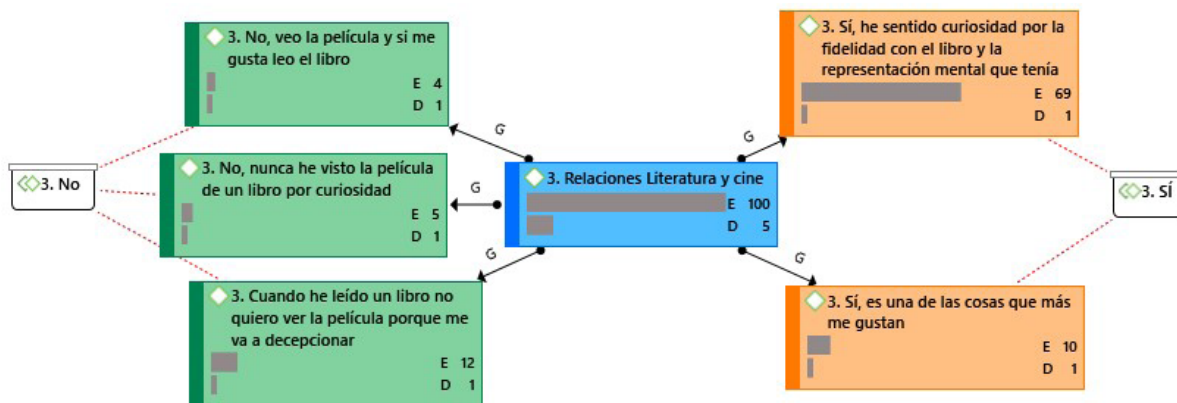 3. No, veo la película y si me
gusta leo el libro
E 4
D 1
3. Sí, he sentido curiosidad por la
fidelidad con el libro y la
representación mental que tenía
E 69
D 1
G
G
3. No
3. No, nunca he visto la película
de un libro por curiosidad
E 5
D 1
G
3. Relaciones Literatura y cine
E 100
D 5
3. SÍ
G
G
3. Cuando he leído un libro no
quiero ver la película porque me
va a decepcionar
E 12
D 1
3. Sí, es una de las cosas que más
me gustan
E 10
D 1